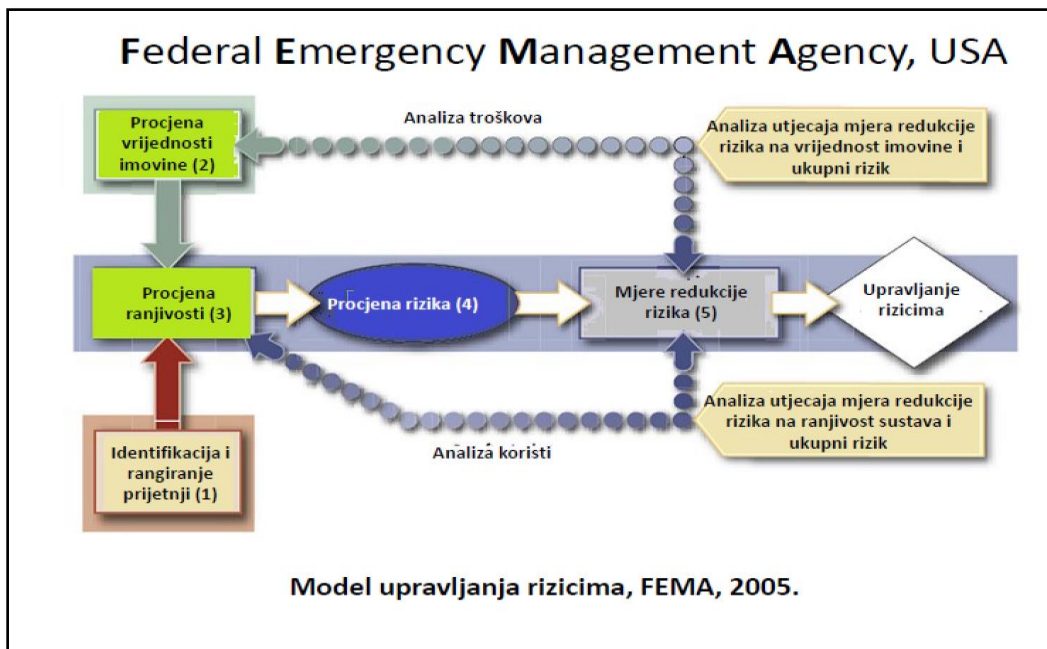 Federal Emergency Management Agency, USA
Procjena
vrijednosti
imovine (2)
Analiza troškova
Analiza utjecaja mjera redukcije
rizika na vrijednost imovine i
ukupni rizik
Procjena
ranjivosti (3)
Procjena rizika (4)
Mjere redukcije
rizika (5)
Upravljanje
rizicima
Identifikacija i
rangiranje
prijetnji (1)
Analiza koristi
Analiza utjecaja mjera redukcije
rizika na ranjivost sustava i
ukupni rizik
Model upravljanja rizicima, FEMA, 2005.